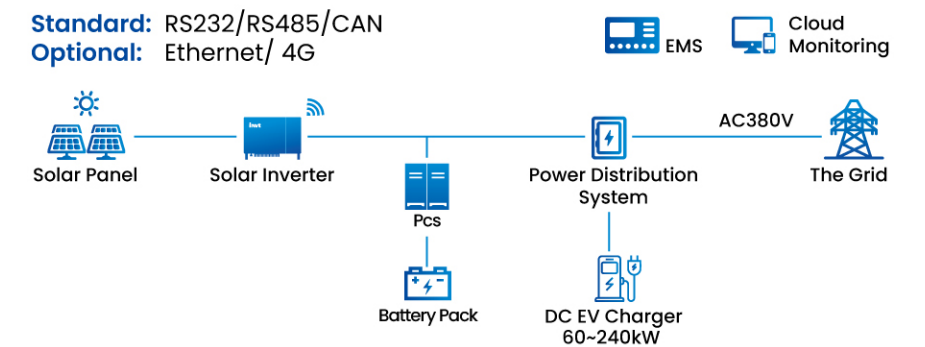 Standard: RS232/RS485/CAN
Optional: Ethernet/ 4G
EMS
Cloud
Monitoring
AC380V
Solar Panel
Solar Inverter
Power Distribution
System
The Grid
Pcs
Battery Pack
DC EV Charger
60~240kW